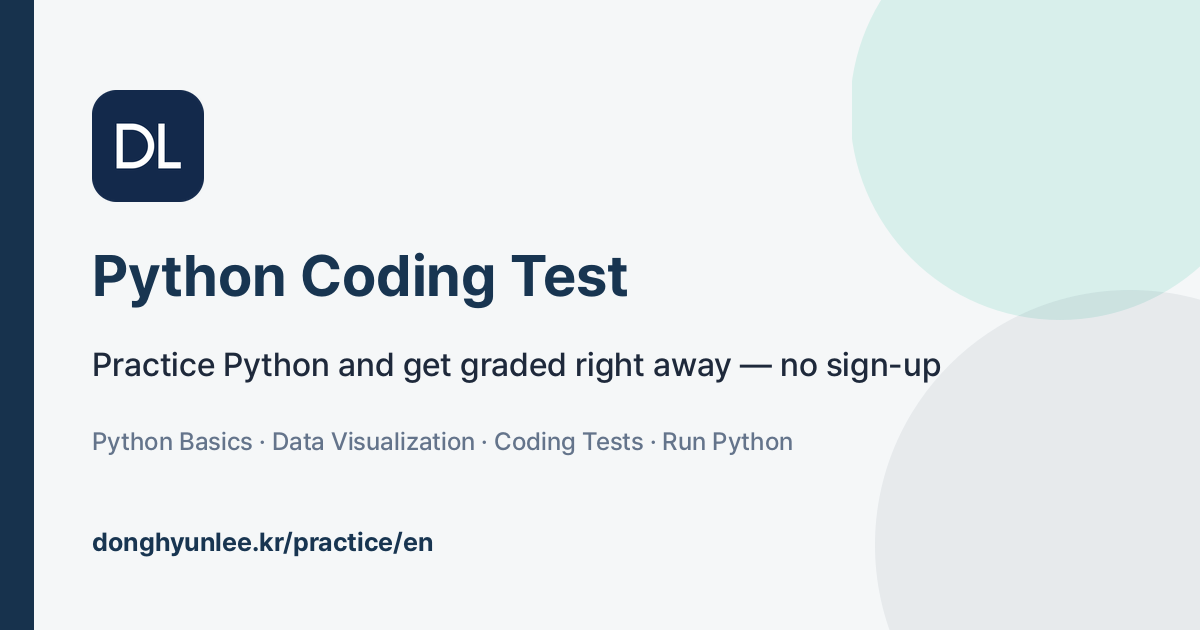 DL
Python Coding Test
Practice Python and get graded right away — no sign-up
Python Basics · Data Visualization · Coding Tests · Run Python
donghyunlee.kr/practice/en